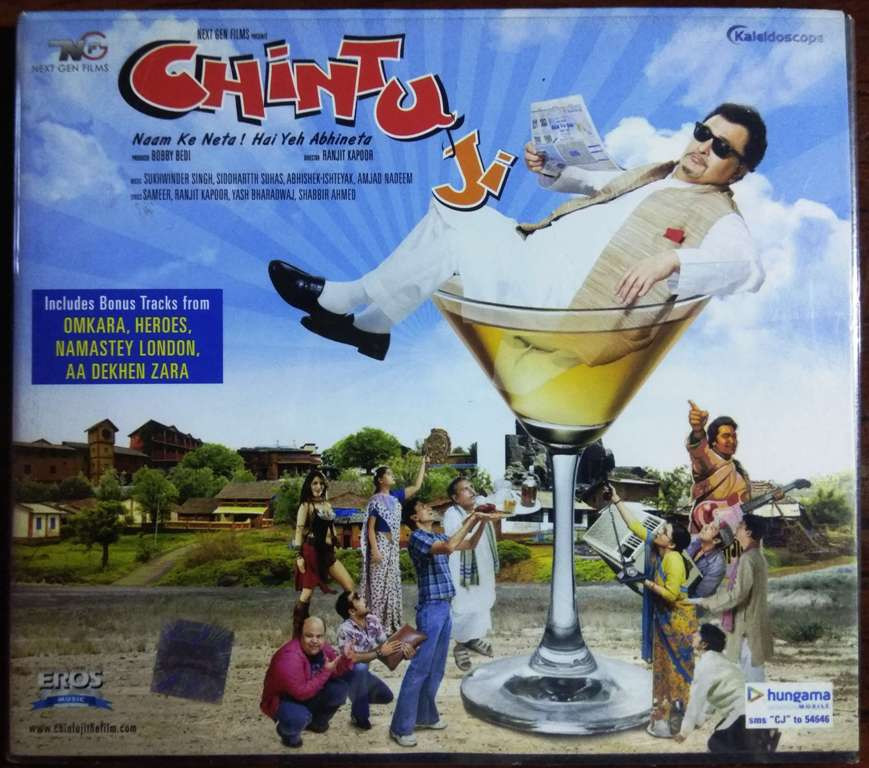 NEXT GEN FILMS PRESENT
NG
NEXT GEN FILMS
Kaleidoscope
CHINTU
Ji
Naam Ke Neta! Hai Yeh Abhineta
PRODUCER BOBBY BEDI DIRECTOR RANJIT KAPOOR
MUSIC SUKHWINDER SINGH, SIDDHARTTH SUHAS, ABHISHEK-ISHTEYAK, AMJAD NADEEM
LYRICS SAMEER, RANJIT KAPOOR, YASH BHARADWAJ, SHABBIR AHMED
Includes Bonus Tracks from
OMKARA, HEROES,
NAMASTEY LONDON,
AA DEKHEN ZARA
EROS
MUSIC
www.chintujithefilm.com
hungama
MOBILE
sms "CJ" to 54646